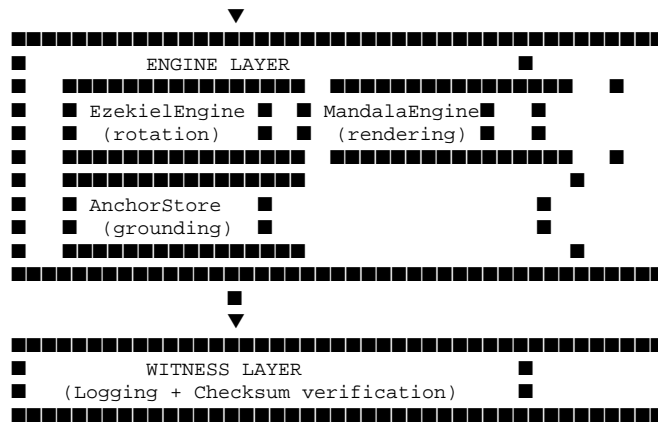 ENGINE LAYER
EzekielEngine MandalaEngine
(rotation) (rendering)
AnchorStore
(grounding)
WITNESS LAYER
(Logging + Checksum verification)